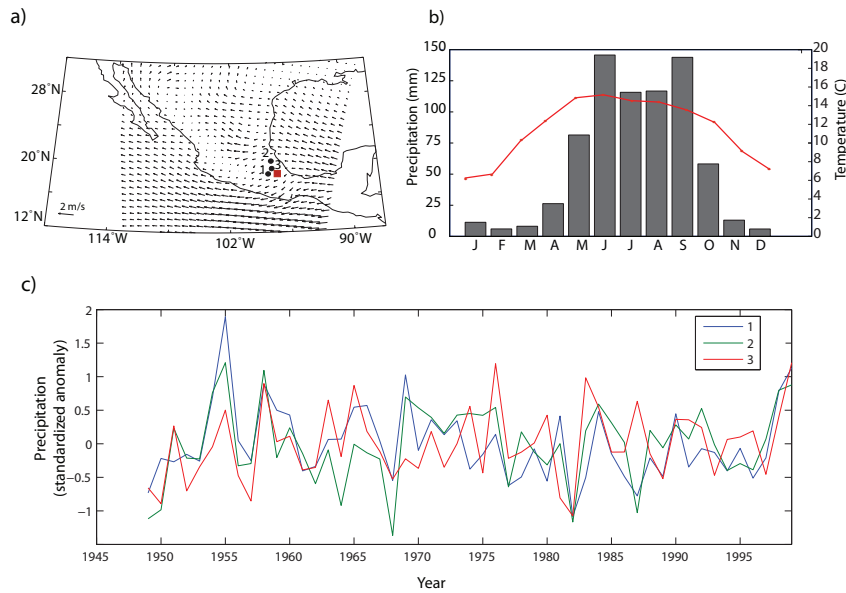 a)
28°N
20°N
12°N
2 m/s
114°W
102°W
90°W
2
3
1
b)
Precipitation (mm)
150
125
100
75
50
25
0
J F M A M J J A S O N D
20
18
16
14
12
10
8
6
4
2
0
Temperature (C)
c)
Precipitation
(standardized anomaly)
2
1.5
1
0.5
0
−0.5
−1
1
2
3
1945 1950 1955 1960 1965 1970 1975 1980 1985 1990 1995
Year